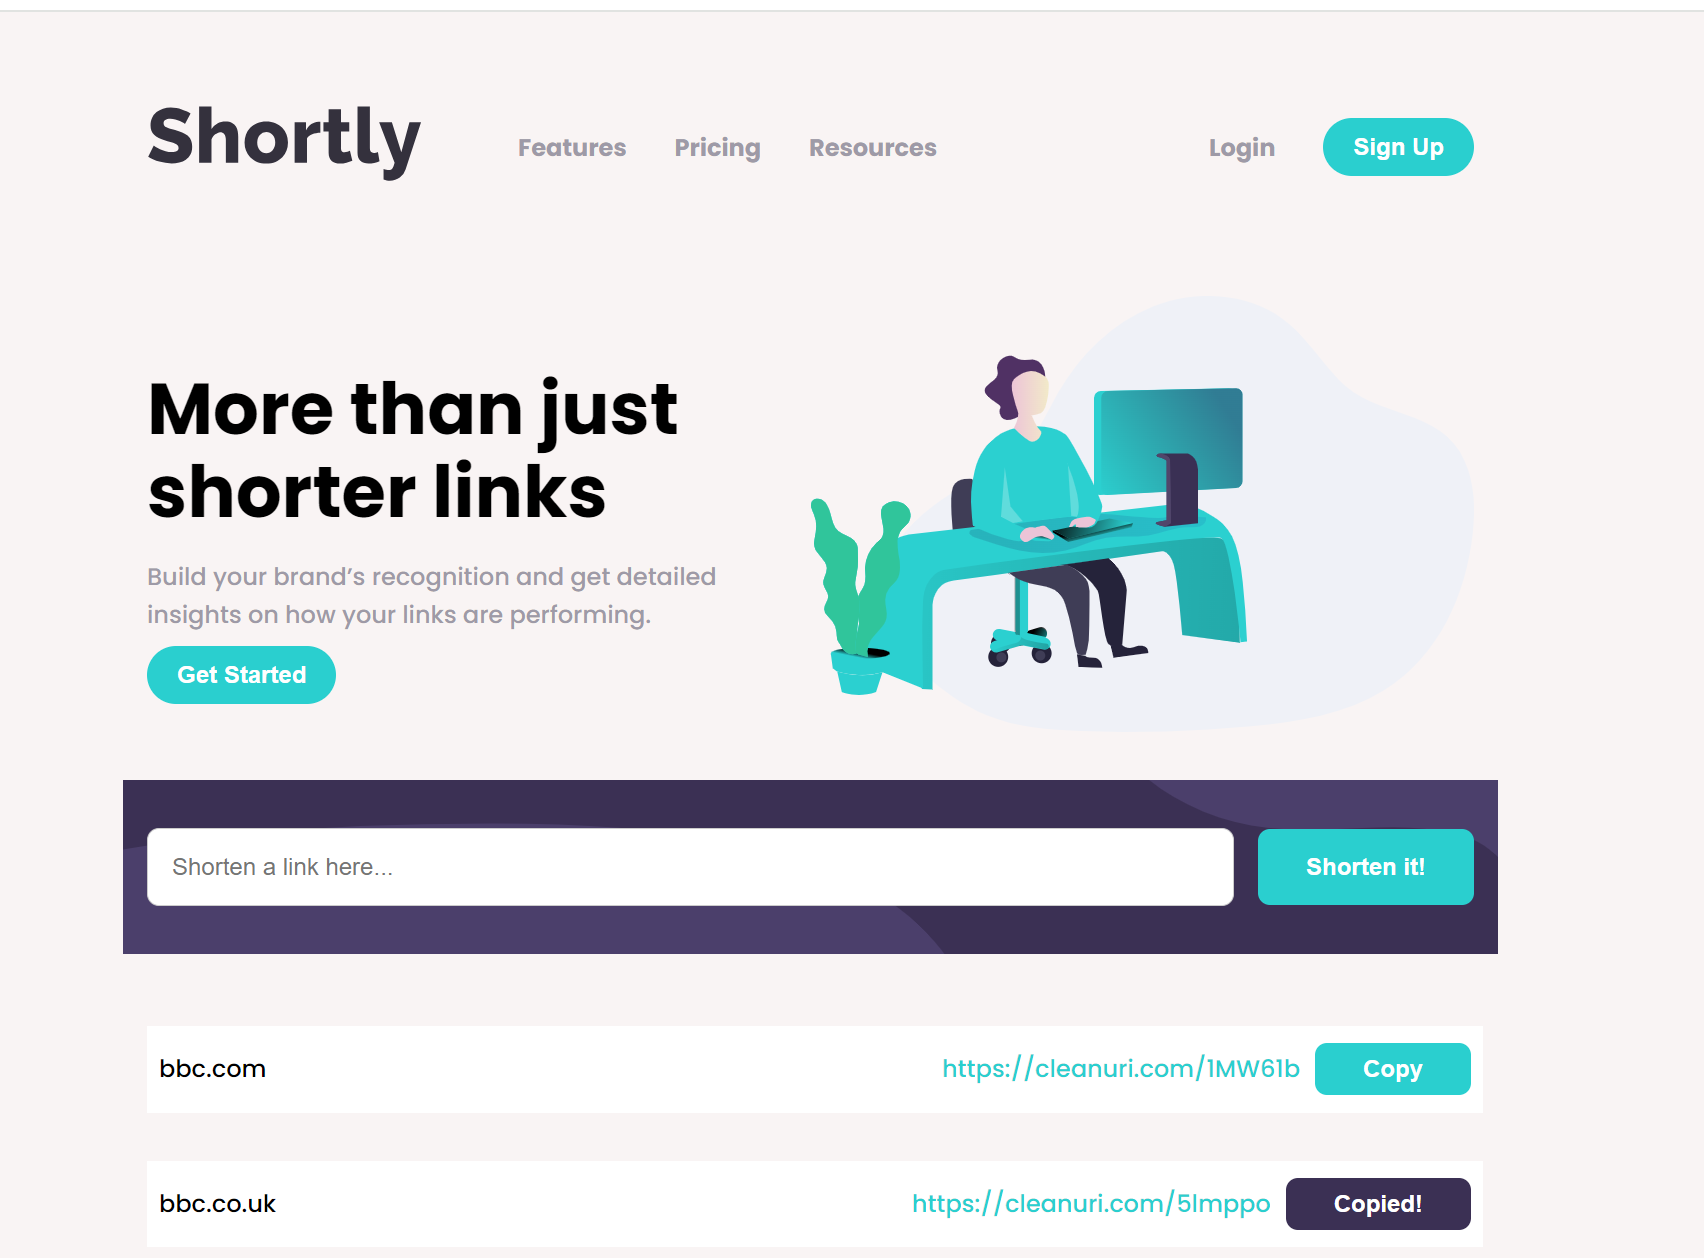 Shortly
Features Pricing Resources Login Sign Up
More than just
shorter links
Build your brand’s recognition and get detailed
insights on how your links are performing.
Get Started
Shorten a link here... Shorten it!
bbc.com https://cleanuri.com/1MW61b Copy
bbc.co.uk https://cleanuri.com/5lmppo Copied!